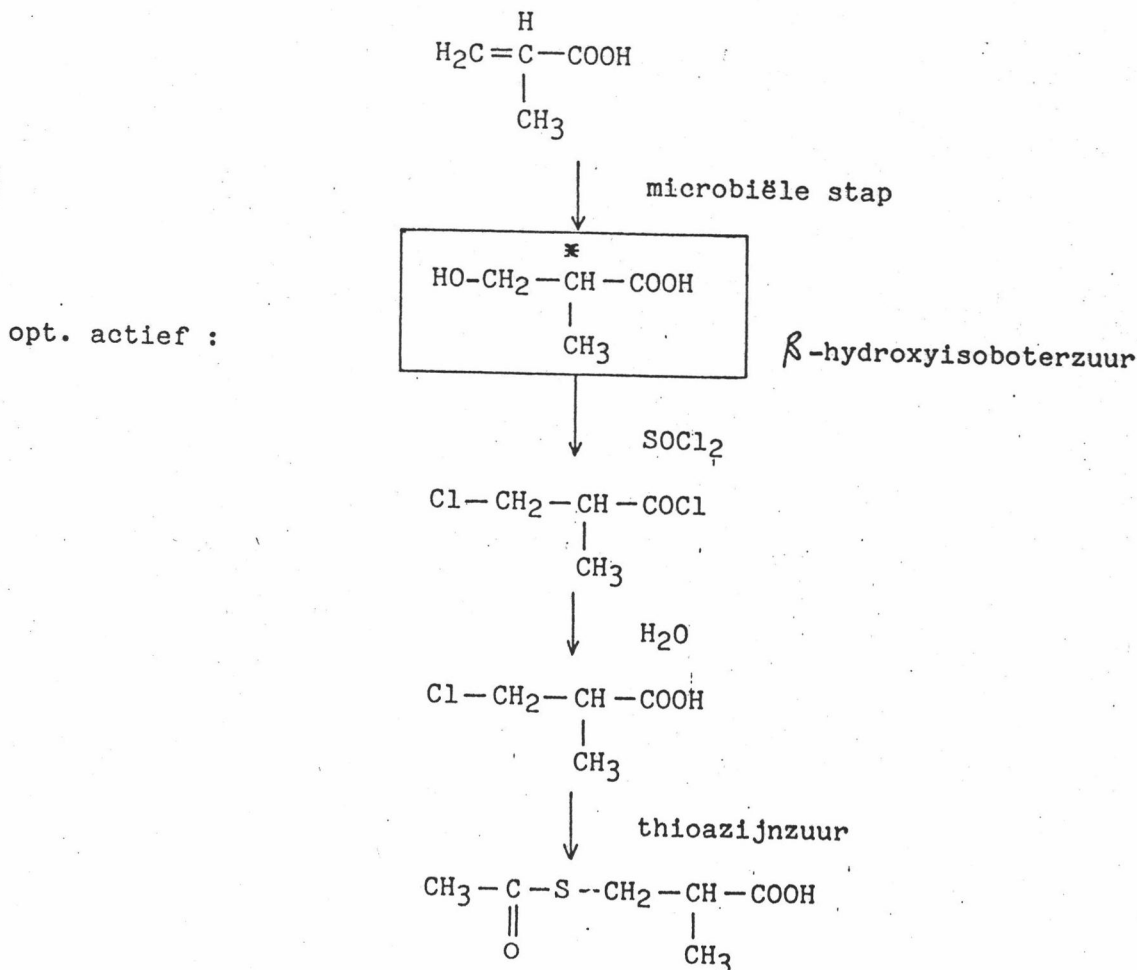 H
H2C=C—COOH
CH3
microbiële stap
*
HO-CH2—CH—COOH
CH3
opt. actief :
β-hydroxyisoboterzuur
SOCl2
Cl—CH2—CH—COCl
CH3
H2O
Cl—CH2—CH—COOH
CH3
thioazijnzuur
CH3—C—S--CH2—CH—COOH
O
CH3